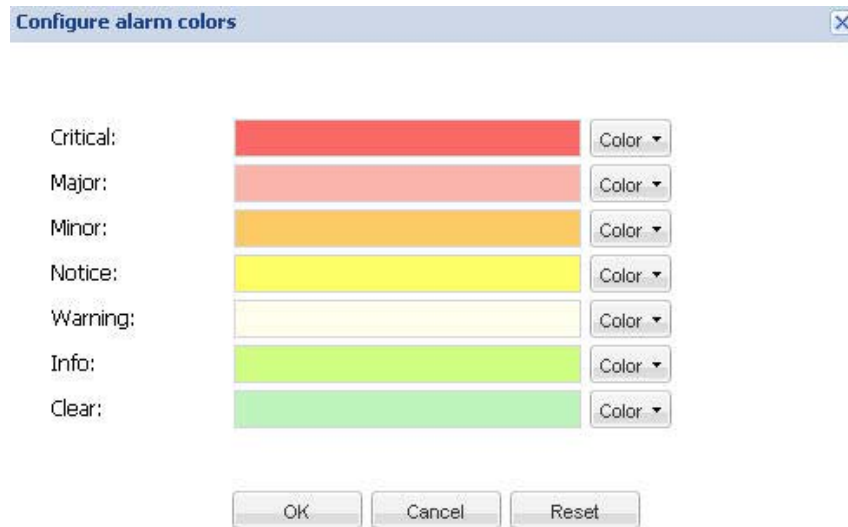 Configure alarm colors
Critical: Color
Major: Color
Minor: Color
Notice: Color
Warning: Color
Info: Color
Clear: Color
OK Cancel Reset